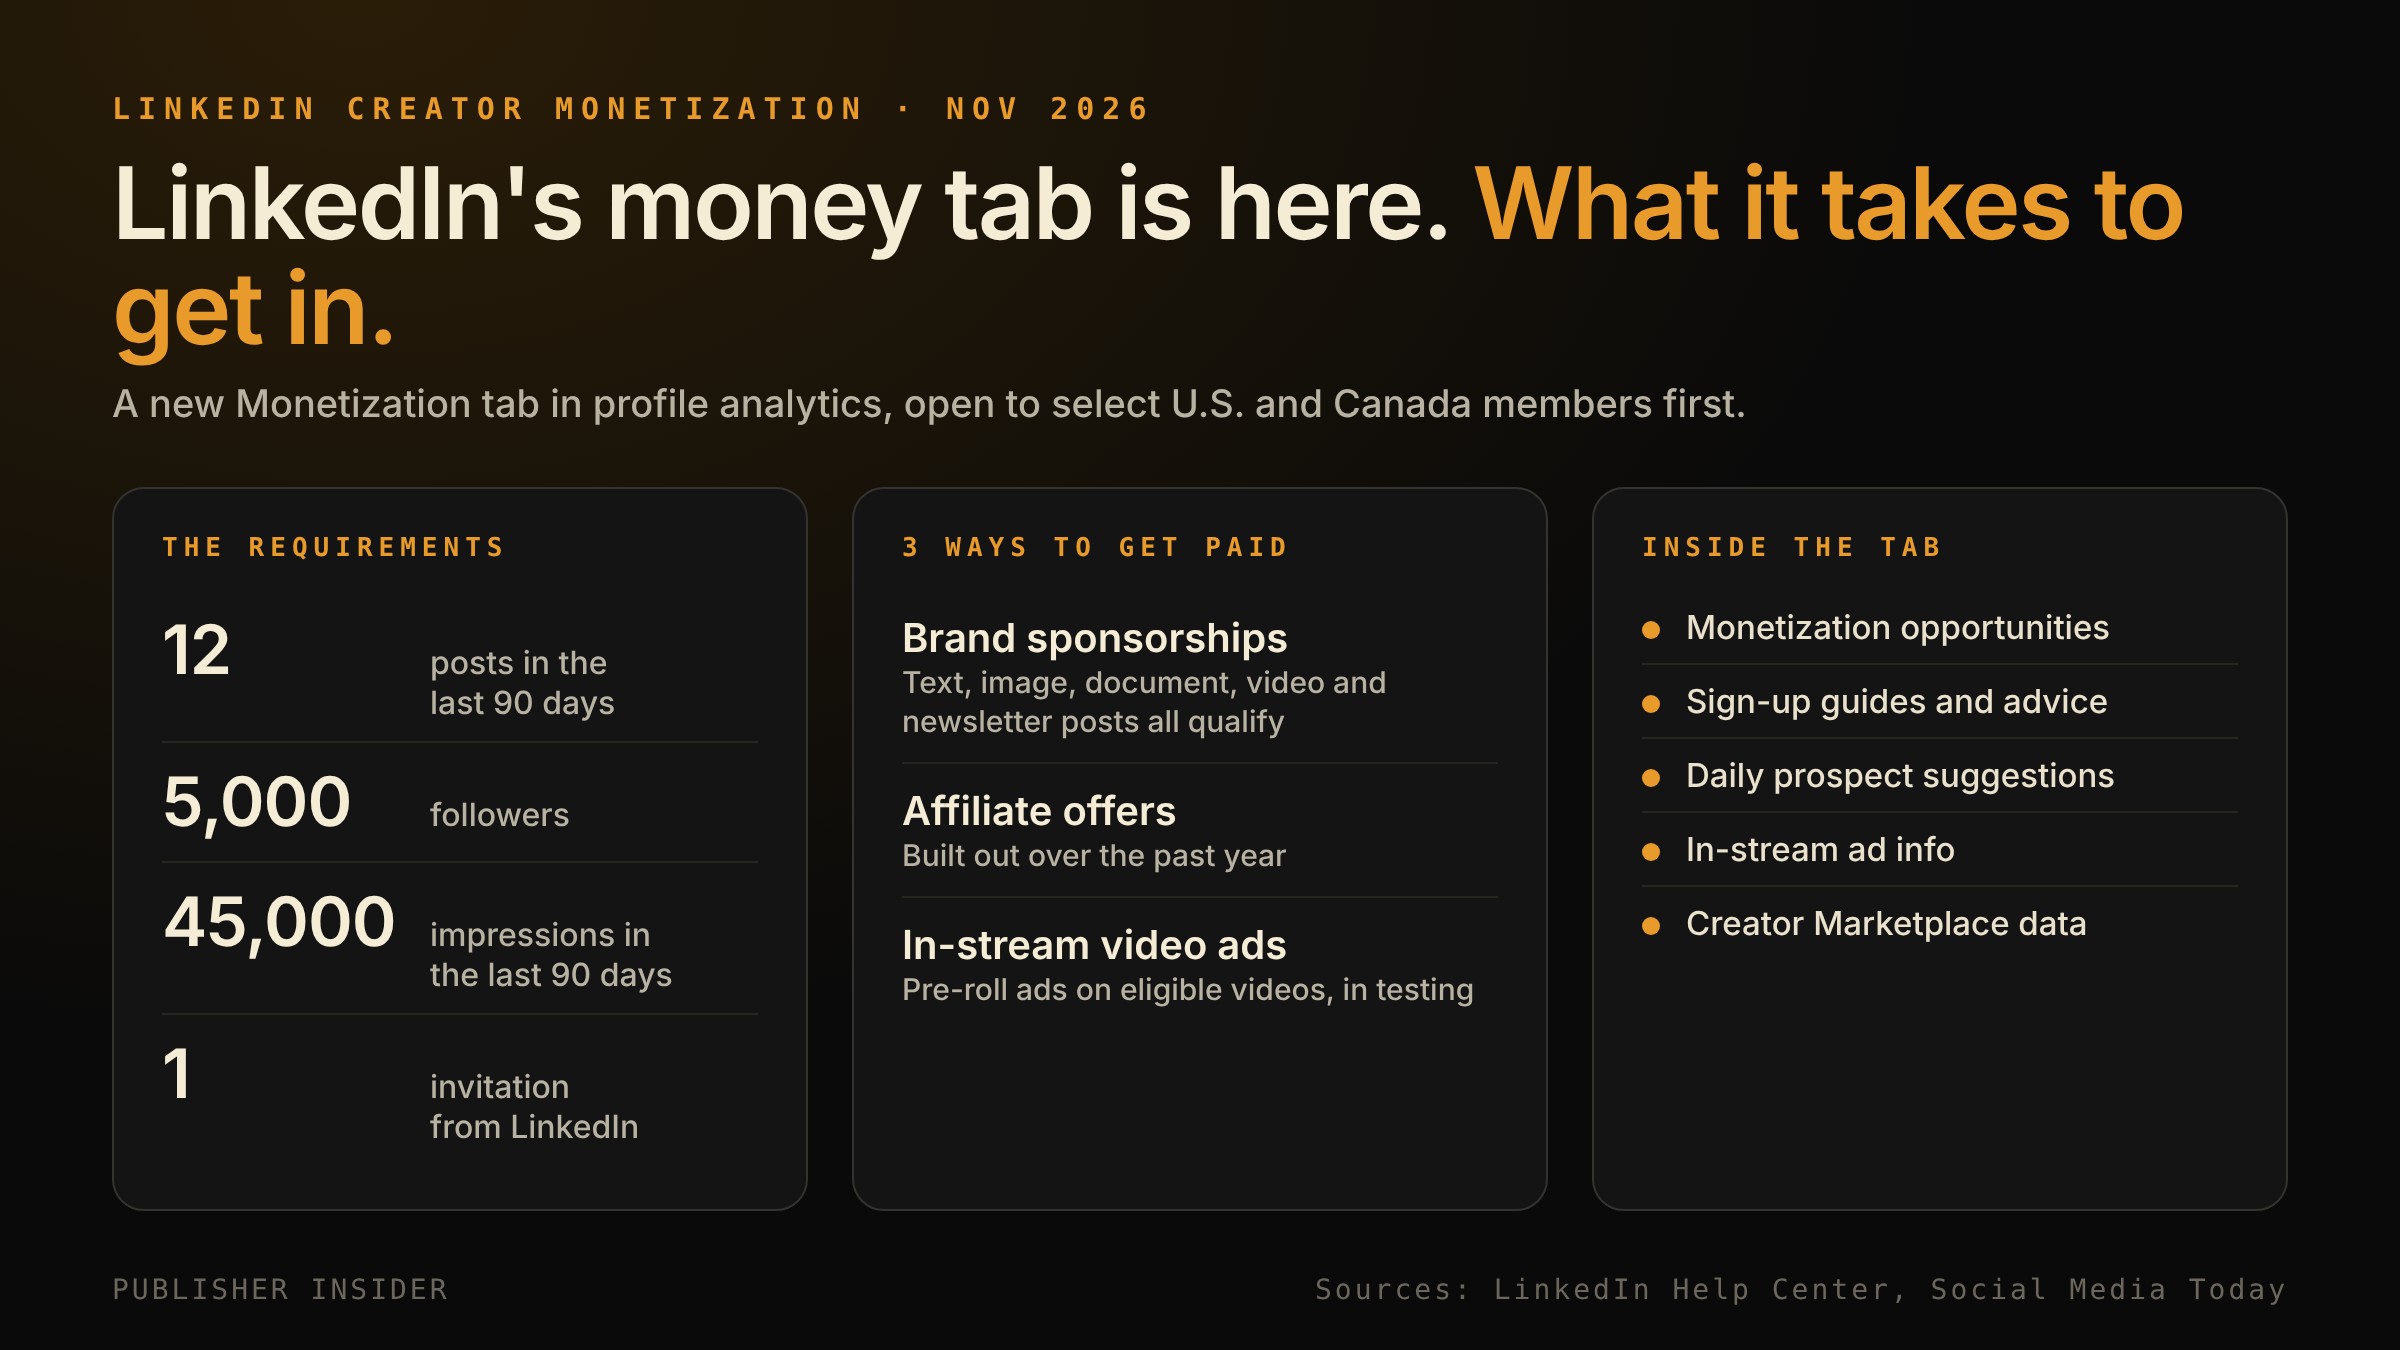 LINKEDIN CREATOR MONETIZATION · NOV 2026
LinkedIn's money tab is here. What it takes to
get in.
A new Monetization tab in profile analytics, open to select U.S. and Canada members first.
THE REQUIREMENTS
12
posts in the
last 90 days
5,000
followers
45,000
impressions in
the last 90 days
1
invitation
from LinkedIn
3 WAYS TO GET PAID
Brand sponsorships
Text, image, document, video and
newsletter posts all qualify
Affiliate offers
Built out over the past year
In-stream video ads
Pre-roll ads on eligible videos, in testing
INSIDE THE TAB
Monetization opportunities
Sign-up guides and advice
Daily prospect suggestions
In-stream ad info
Creator Marketplace data
PUBLISHER INSIDER
Sources: LinkedIn Help Center, Social Media Today